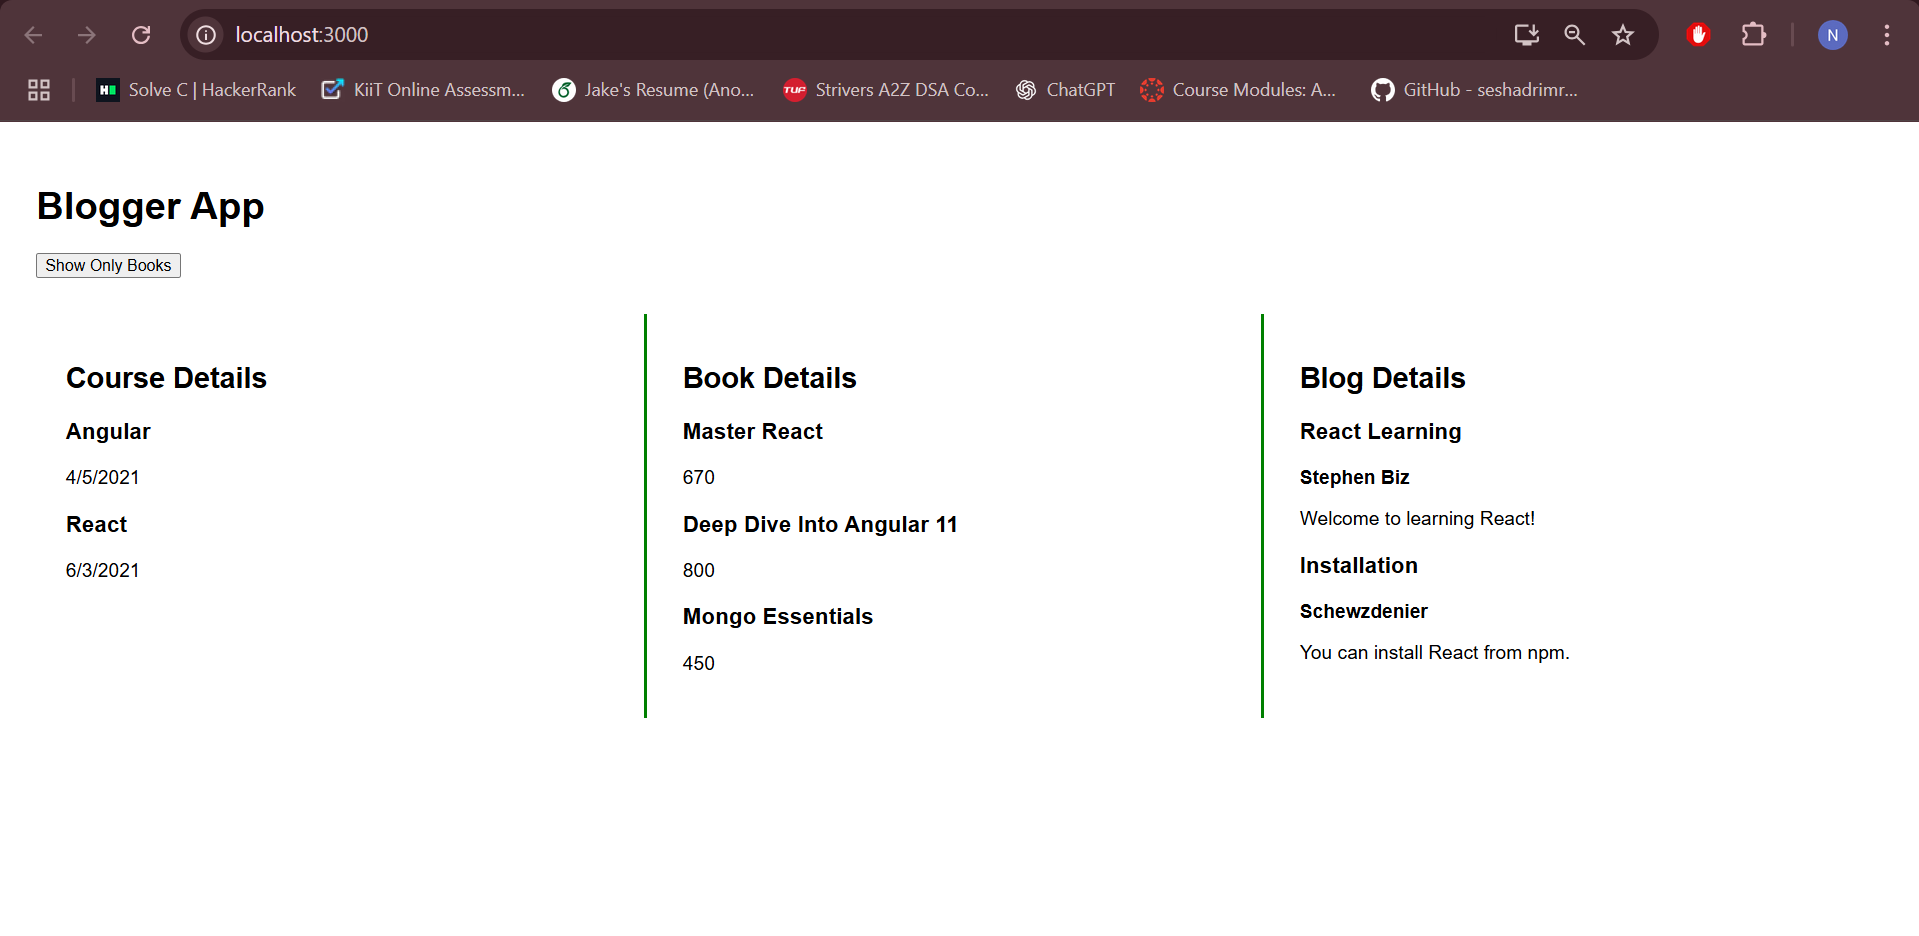 localhost:3000
N
Solve C | HackerRank
KiiT Online Assessm...
Jake's Resume (Ano...
TUF
Strivers A2Z DSA Co...
ChatGPT
Course Modules: A...
GitHub - seshadrimr...
Blogger App
Show Only Books
Course Details
Angular
4/5/2021
React
6/3/2021
Book Details
Master React
670
Deep Dive Into Angular 11
800
Mongo Essentials
450
Blog Details
React Learning
Stephen Biz
Welcome to learning React!
Installation
Schewzdenier
You can install React from npm.